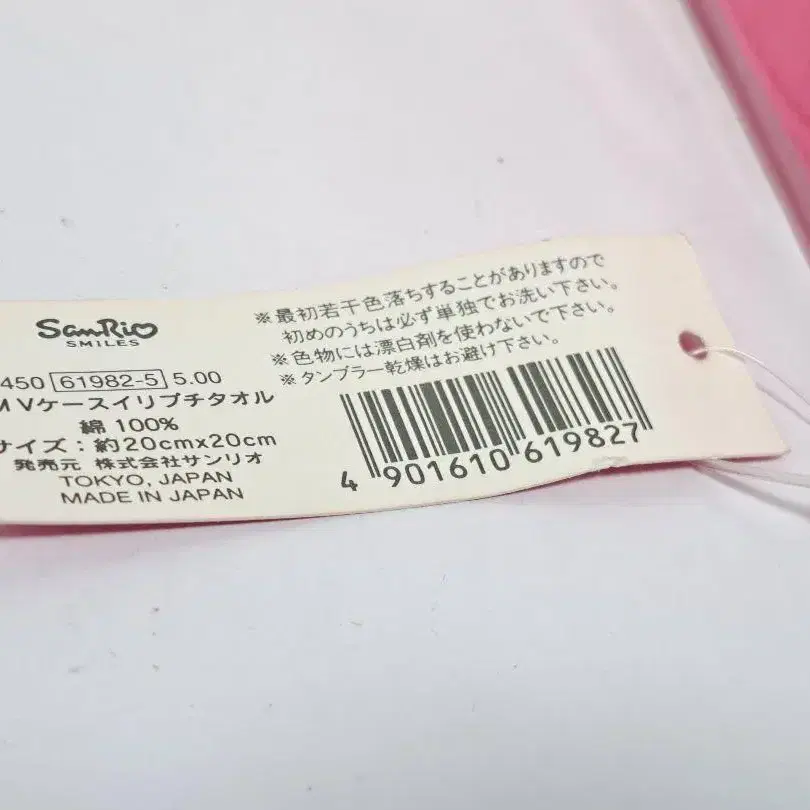 SanRio
SMILES
450 61982-5 5.00
MVケースイリプチタオル
綿 100%
サイズ：約20cmx20cm
発売元 株式会社サンリオ
TOKYO, JAPAN
MADE IN JAPAN
※最初若干色落ちすることがありますので
初めのうちは必ず単独でお洗い下さい。
※色物には漂白剤を使わないで下さい。
※タンブラー乾燥はお避け下さい。
4 901610 619827